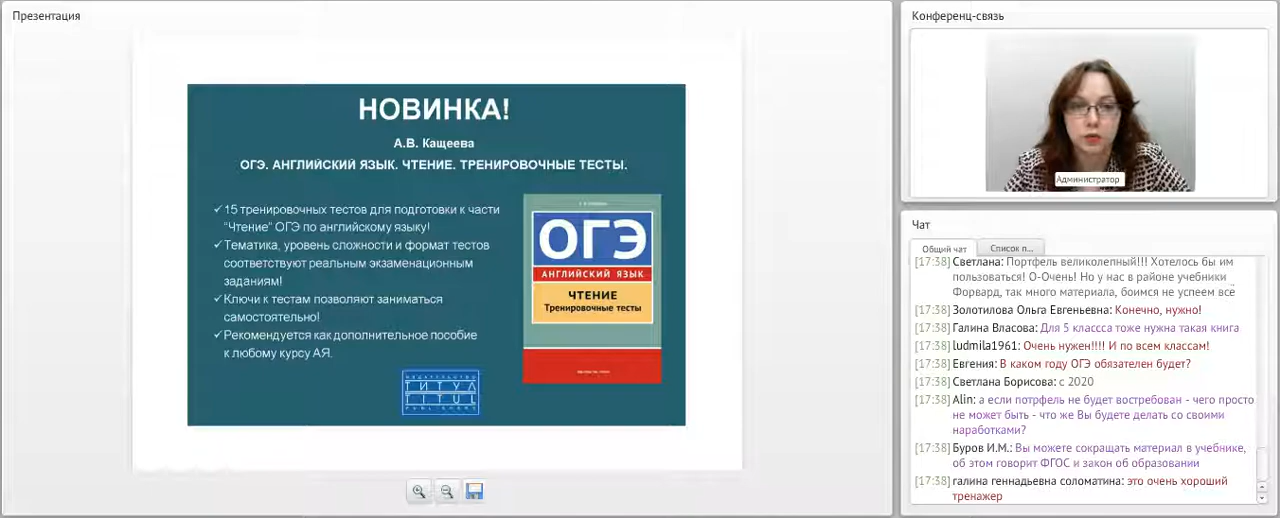 Презентация
НОВИНКА!
А.В. Кащеева
ОГЭ. АНГЛИЙСКИЙ ЯЗЫК. ЧТЕНИЕ. ТРЕНИРОВОЧНЫЕ ТЕСТЫ.
✓15 тренировочных тестов для подготовки к части
"Чтение" ОГЭ по английскому языку!
✓Тематика, уровень сложности и формат тестов
соответствуют реальным экзаменационным
заданиям!
✓Ключи к тестам позволяют заниматься
самостоятельно!
✓Рекомендуется как дополнительное пособие
к любому курсу АЯ.
ИЗДАТЕЛЬСТВО
ТИТУЛ
TITUL
PUBLISHERS
ОГЭ
АНГЛИЙСКИЙ ЯЗЫК
ЧТЕНИЕ
Тренировочные тесты
Конференц-связь
Администратор
Чат
Общий чат
Список п...
[17:38] Светлана: Портфель великолепный!!! Хотелось бы им
пользоваться! О-Очень! Но у нас в районе учебники
Форвард, так много материала, боимся не успеем всё
[17:38] Золотилова Ольга Евгеньевна: Конечно, нужно!
[17:38] Галина Власова: Для 5 классса тоже нужна такая книга
[17:38] ludmila1961: Очень нужен!!!! И по всем классам!
[17:38] Евгения: В каком году ОГЭ обязателен будет?
[17:38] Светлана Борисова: с 2020
[17:38] Alin: а если потрфель не будет востребован - чего просто
не может быть - что же Вы будете делать со своими
наработками?
[17:38] Буров И.М.: Вы можете сокращать материал в учебнике,
об этом говорит ФГОС и закон об образовании
[17:38] галина геннадьевна соломатина: это очень хороший
тренажер